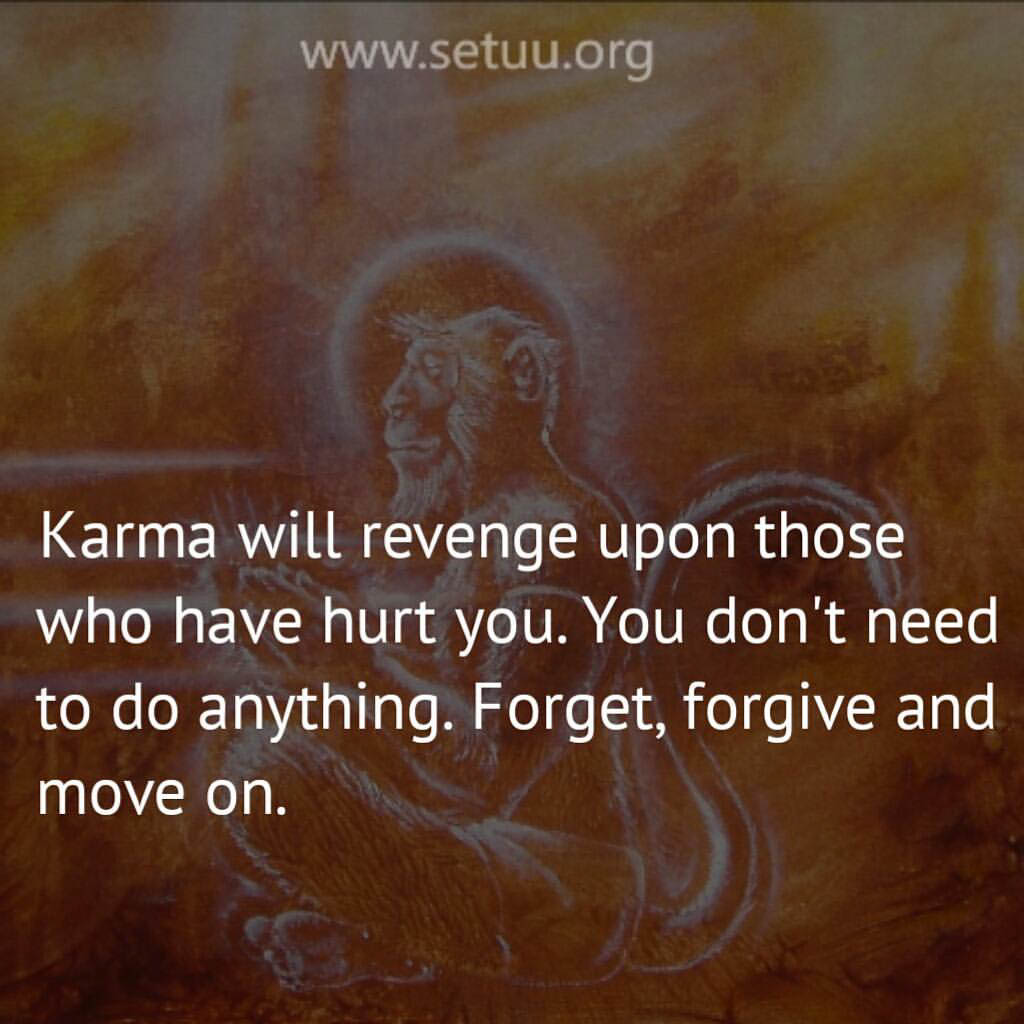 www.setuu.org
Karma will revenge upon those
who have hurt you. You don't need
to do anything. Forget, forgive and
move on.